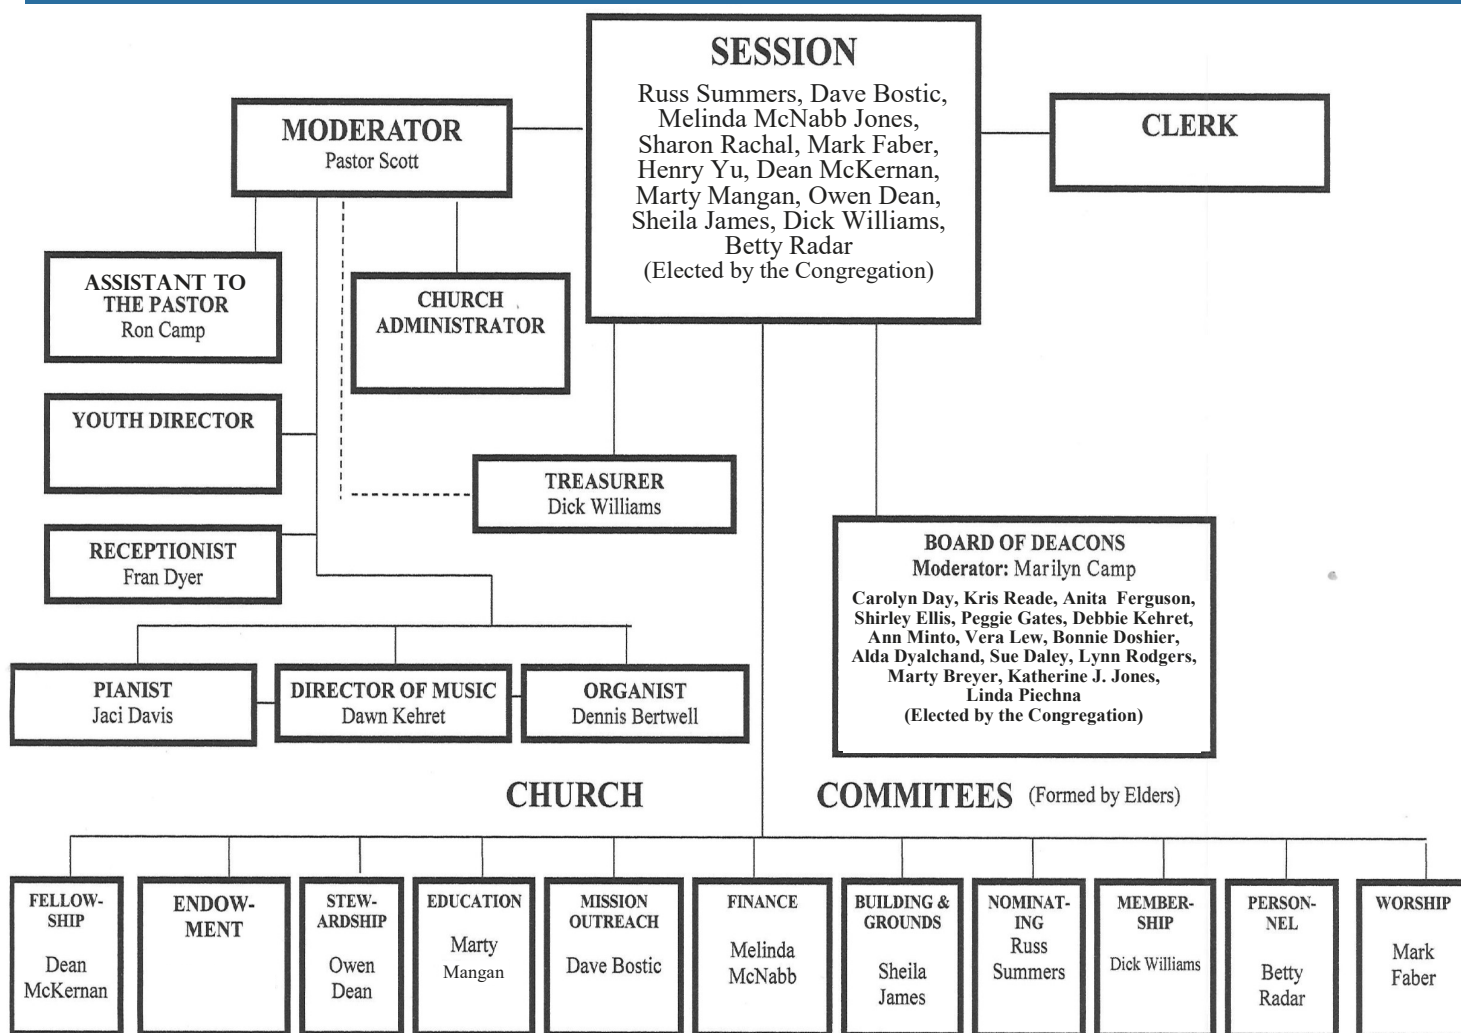 SESSION
Russ Summers, Dave Bostic,
Melinda McNabb Jones,
Sharon Rachal, Mark Faber,
Henry Yu, Dean McKernan,
Marty Mangan, Owen Dean,
Sheila James, Dick Williams,
Betty Radar
(Elected by the Congregation)
MODERATOR
Pastor Scott
CLERK
ASSISTANT TO
THE PASTOR
Ron Camp
CHURCH
ADMINISTRATOR
YOUTH DIRECTOR
TREASURER
Dick Williams
RECEPTIONIST
Fran Dyer
BOARD OF DEACONS
Moderator: Marilyn Camp
Carolyn Day, Kris Reade, Anita Ferguson,
Shirley Ellis, Peggie Gates, Debbie Kehret,
Ann Minto, Vera Lew, Bonnie Doshier,
Alda Dyalchand, Sue Daley, Lynn Rodgers,
Marty Breyer, Katherine J. Jones,
Linda Piechna
(Elected by the Congregation)
PIANIST
Jaci Davis
DIRECTOR OF MUSIC
Dawn Kehret
ORGANIST
Dennis Bertwell
CHURCH COMMITEES (Formed by Elders)
FELLOW-
SHIP
Dean
McKernan
ENDOW-
MENT
STEW-
ARDSHIP
Owen
Dean
EDUCATION
Marty
Mangan
MISSION
OUTREACH
Dave Bostic
FINANCE
Melinda
McNabb
BUILDING &
GROUNDS
Sheila
James
NOMINAT-
ING
Russ
Summers
MEMBER-
SHIP
Dick Williams
PERSON-
NEL
Betty
Radar
WORSHIP
Mark
Faber